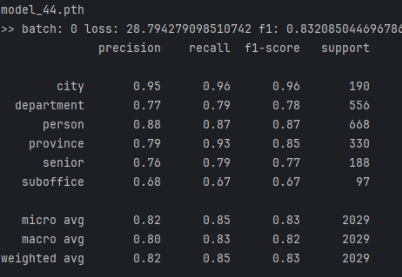 model_44.pth
>> batch: 0 loss: 28.794279098510742 f1: 0.832085044696786
precision recall f1-score support
city 0.95 0.96 0.96 190
department 0.77 0.79 0.78 556
person 0.88 0.87 0.87 668
province 0.79 0.93 0.85 330
senior 0.76 0.79 0.77 188
suboffice 0.68 0.67 0.67 97
micro avg 0.82 0.85 0.83 2029
macro avg 0.80 0.83 0.82 2029
weighted avg 0.82 0.85 0.83 2029